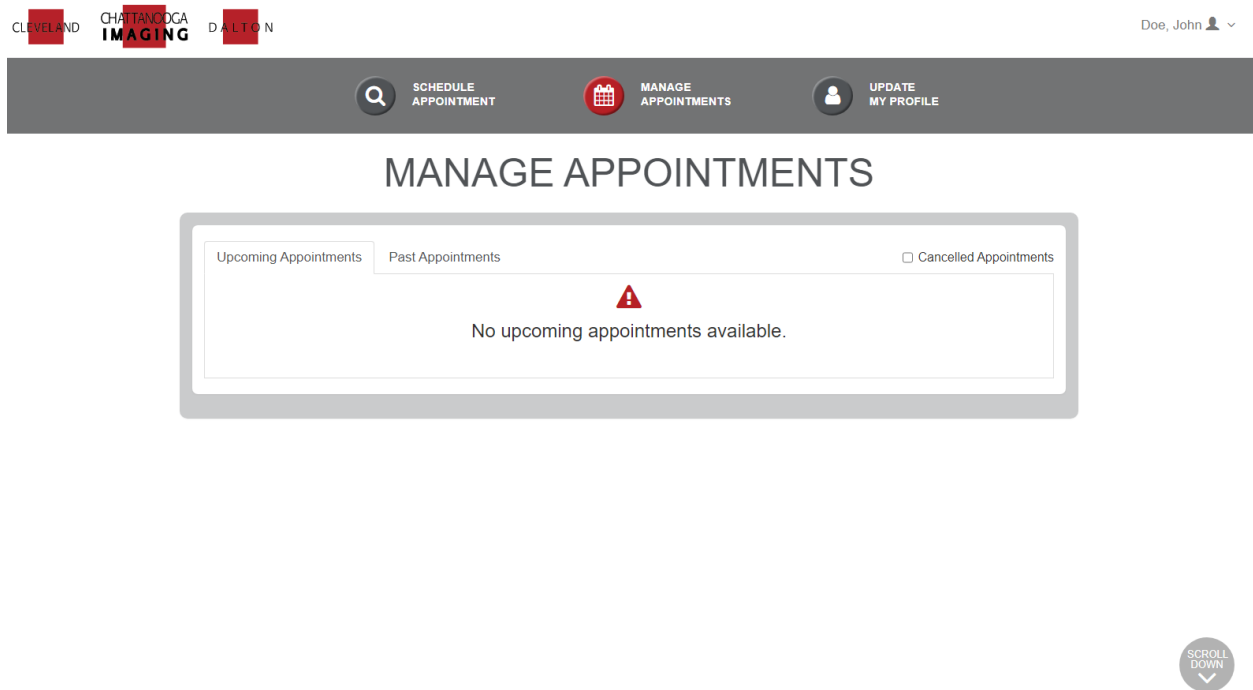 CLEVELAND
CHATTANOOGA
IMAGING
DALTON
Doe, John
SCHEDULE
APPOINTMENT
MANAGE
APPOINTMENTS
UPDATE
MY PROFILE
MANAGE APPOINTMENTS
Upcoming Appointments Past Appointments Cancelled Appointments
No upcoming appointments available.
SCROLL
DOWN